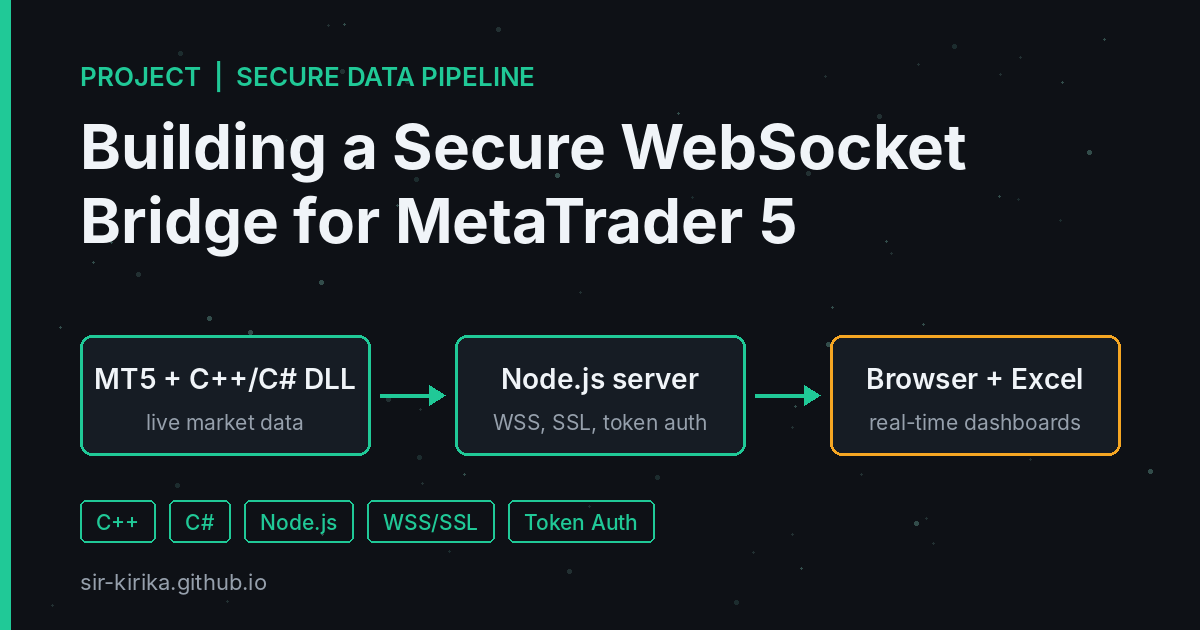 PROJECT | SECURE DATA PIPELINE
Building a Secure WebSocket
Bridge for MetaTrader 5
MT5 + C++/C# DLL
live market data
Node.js server
WSS, SSL, token auth
Browser + Excel
real-time dashboards
C++ C# Node.js WSS/SSL Token Auth
sir-kirika.github.io